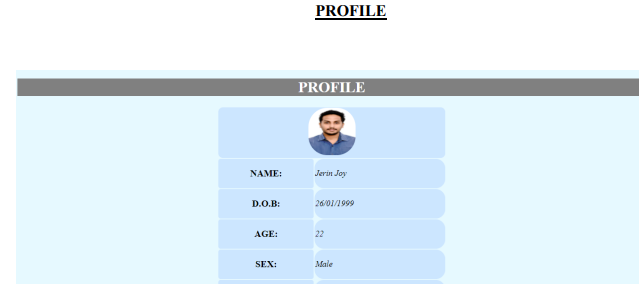 PROFILE
PROFILE
NAME: Jerin Joy
D.O.B: 26/01/1999
AGE: 22
SEX: Male